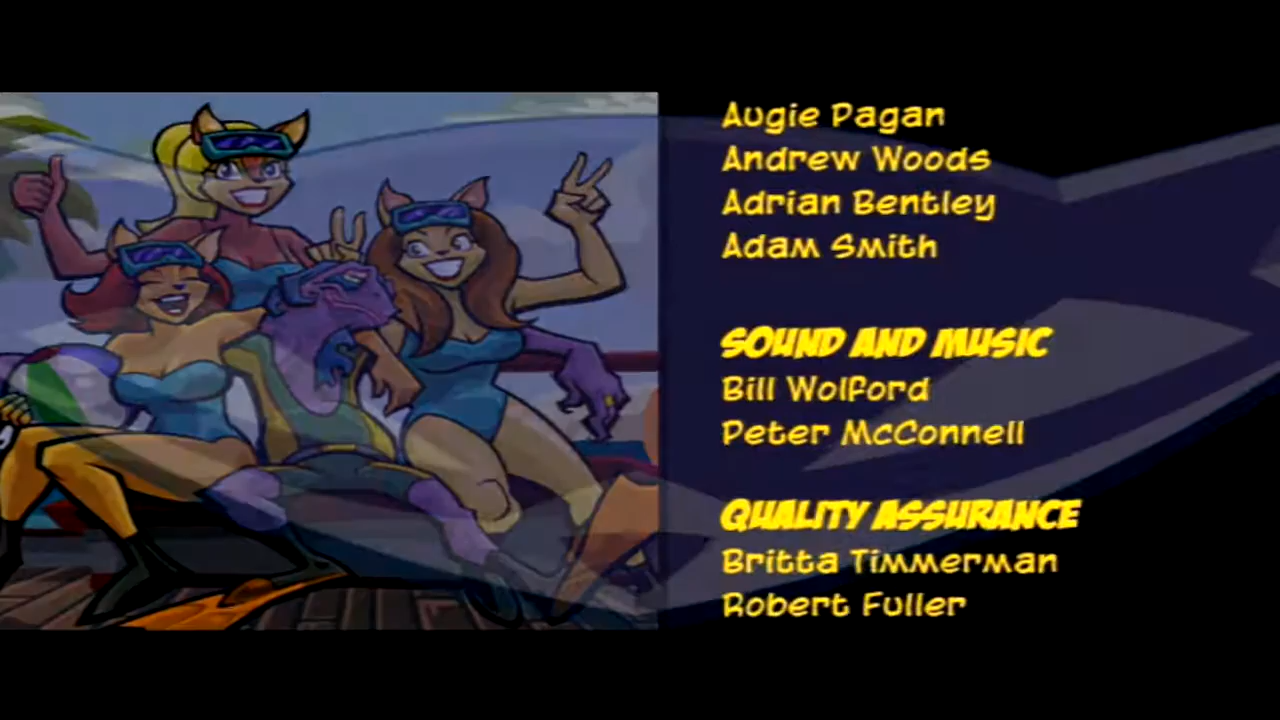 Augie Pagan
Andrew Woods
Adrian Bentley
Adam Smith
SOUND AND MUSIC
Bill Wolford
Peter McConnell
QUALITY ASSURANCE
Britta Timmerman
Robert Fuller